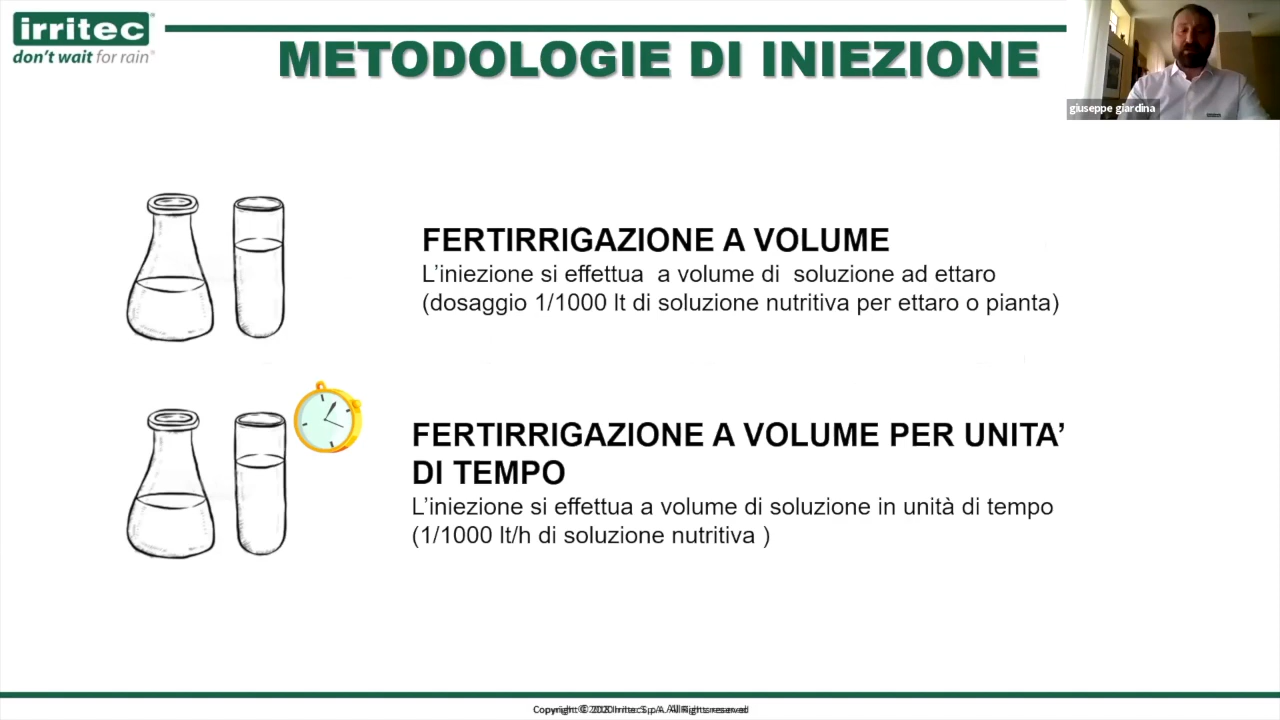 irritec
don't wait for rain
METODOLOGIE DI INIEZIONE
giuseppe giardina
FERTIRRIGAZIONE A VOLUME
L'iniezione si effettua a volume di soluzione ad ettaro
(dosaggio 1/1000 lt di soluzione nutritiva per ettaro o pianta)
FERTIRRIGAZIONE A VOLUME PER UNITA'
DI TEMPO
L'iniezione si effettua a volume di soluzione in unità di tempo
(1/1000 lt/h di soluzione nutritiva )
Copyright © Irritec S.p.A. All Rights reserved